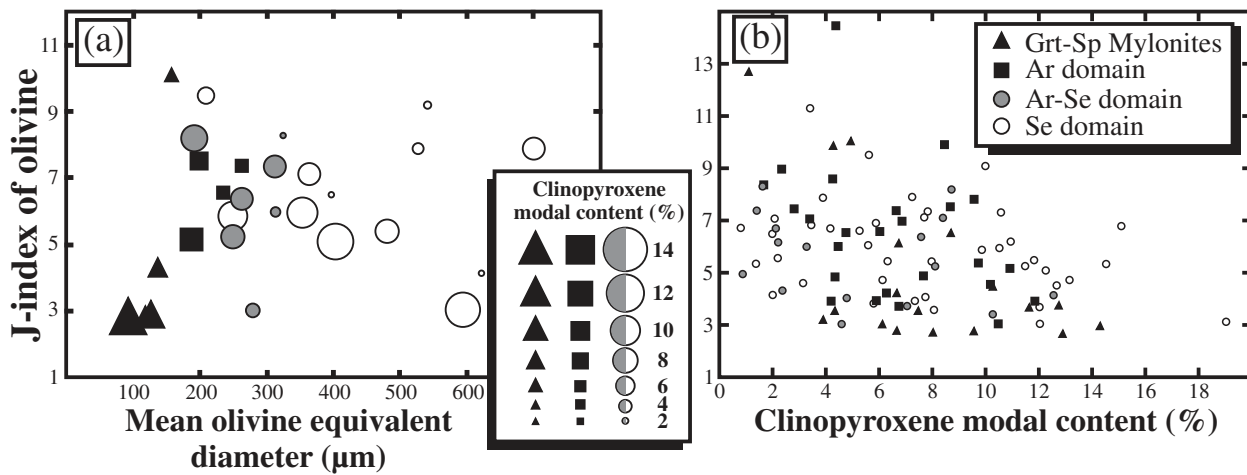 (a)
J-index of olivine
11
9
7
5
3
1
100 200 300 400 500 600
Mean olivine equivalent
diameter (µm)
Clinopyroxene
modal content (%)
14
12
10
8
6
4
2
(b)
13
11
9
7
5
3
1
0 2 4 6 8 10 12 14 16 18
Clinopyroxene modal content (%)
Grt-Sp Mylonites
Ar domain
Ar-Se domain
Se domain